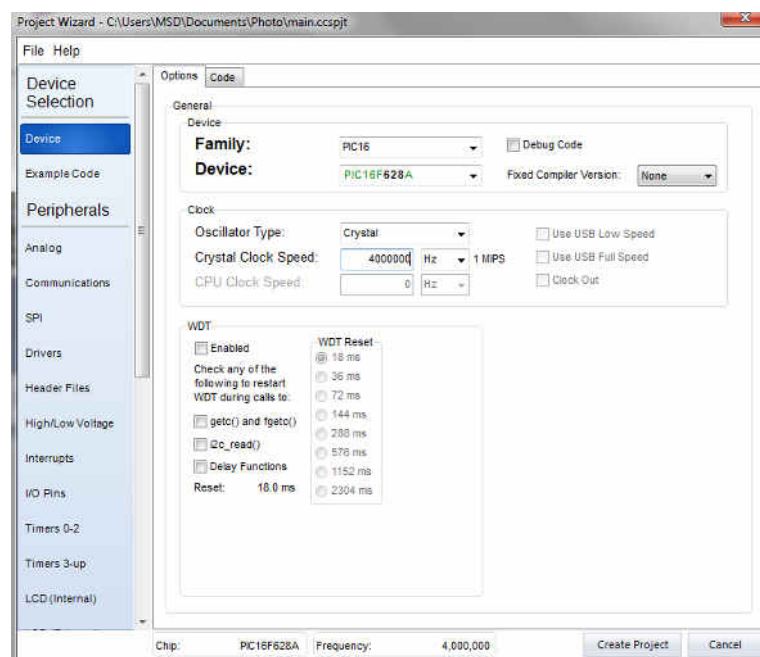 Project Wizard - C:\Users\MSD\Documents\Photo\main.ccspjt
File Help
Device Selection
Device
Example Code
Peripherals
Analog
Communications
SPI
Drivers
Header Files
High/Low Voltage
Interrupts
I/O Pins
Timers 0-2
Timers 3-up
LCD (Internal)
Options Code
General
Device
Family: PIC16 Debug Code
Device: PIC16F628A Fixed Compiler Version: None
Clock
Oscillator Type: Crystal Use USB Low Speed
Crystal Clock Speed: 4000000 Hz 1 MIPS Use USB Full Speed
CPU Clock Speed: 0 Hz Clock Out
WDT
Enabled
Check any of the
following to restart
WDT during calls to:
getc() and fgetc()
i2c_read()
Delay Functions
Reset: 18.0 ms
WDT Reset
18 ms
36 ms
72 ms
144 ms
288 ms
576 ms
1152 ms
2304 ms
Chip: PIC16F628A Frequency: 4,000,000 Create Project Cancel